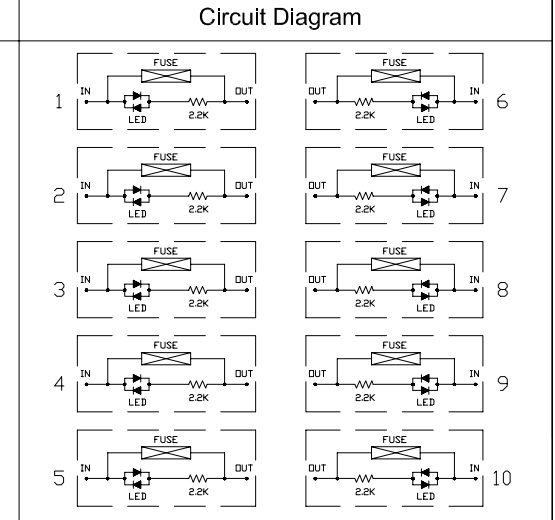 Circuit Diagram
FUSE
IN OUT
1
LED 2.2K
FUSE
OUT IN
6
2.2K LED
FUSE
IN OUT
2
LED 2.2K
FUSE
OUT IN
7
2.2K LED
FUSE
IN OUT
3
LED 2.2K
FUSE
OUT IN
8
2.2K LED
FUSE
IN OUT
4
LED 2.2K
FUSE
OUT IN
9
2.2K LED
FUSE
IN OUT
5
LED 2.2K
FUSE
OUT IN
10
2.2K LED